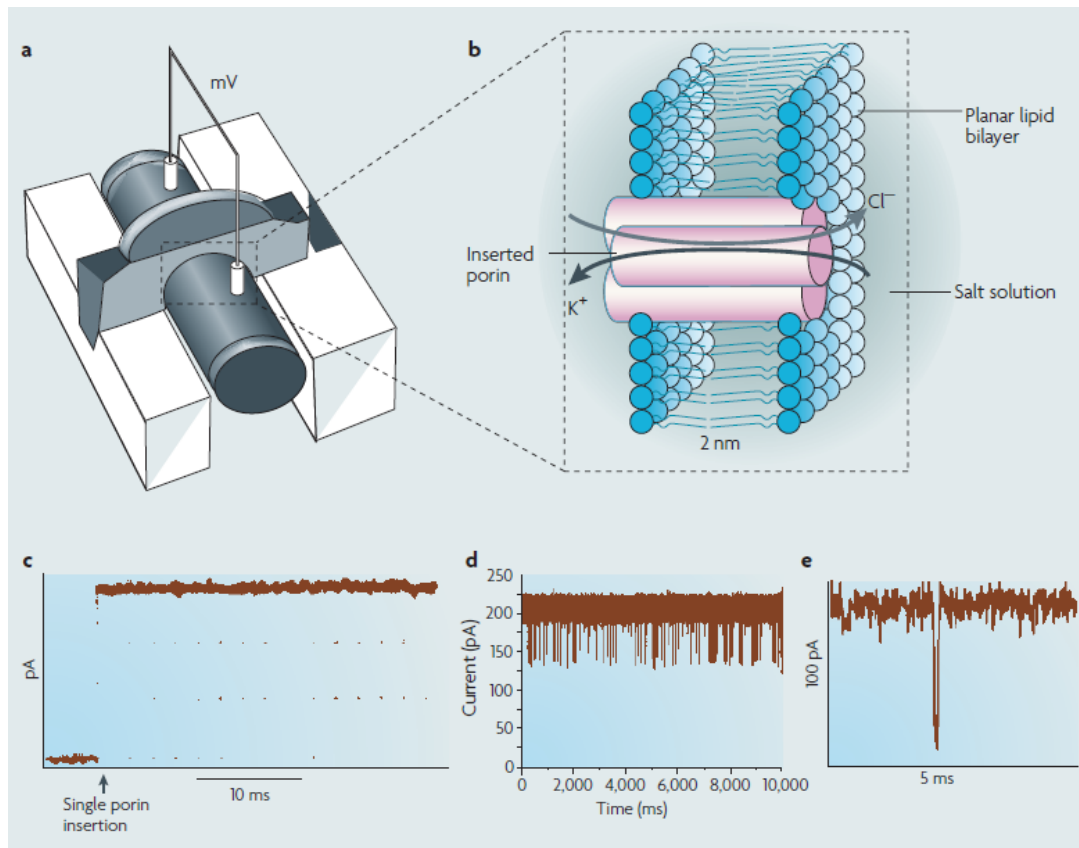 a
mV
b
Planar lipid
bilayer
Cl⁻
Inserted
porin
K⁺
Salt solution
2 nm
c
pA
Single porin
insertion
10 ms
d
Current (pA)
250
200
150
100
50
0
0 2,000 4,000 6,000 8,000 10,000
Time (ms)
e
100 pA
5 ms